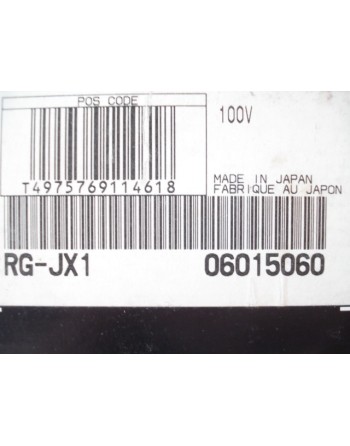 POS CODE
100V
T4975769114618
MADE IN JAPAN
FABRIQUE AU JAPON
RG-JX1 06015060